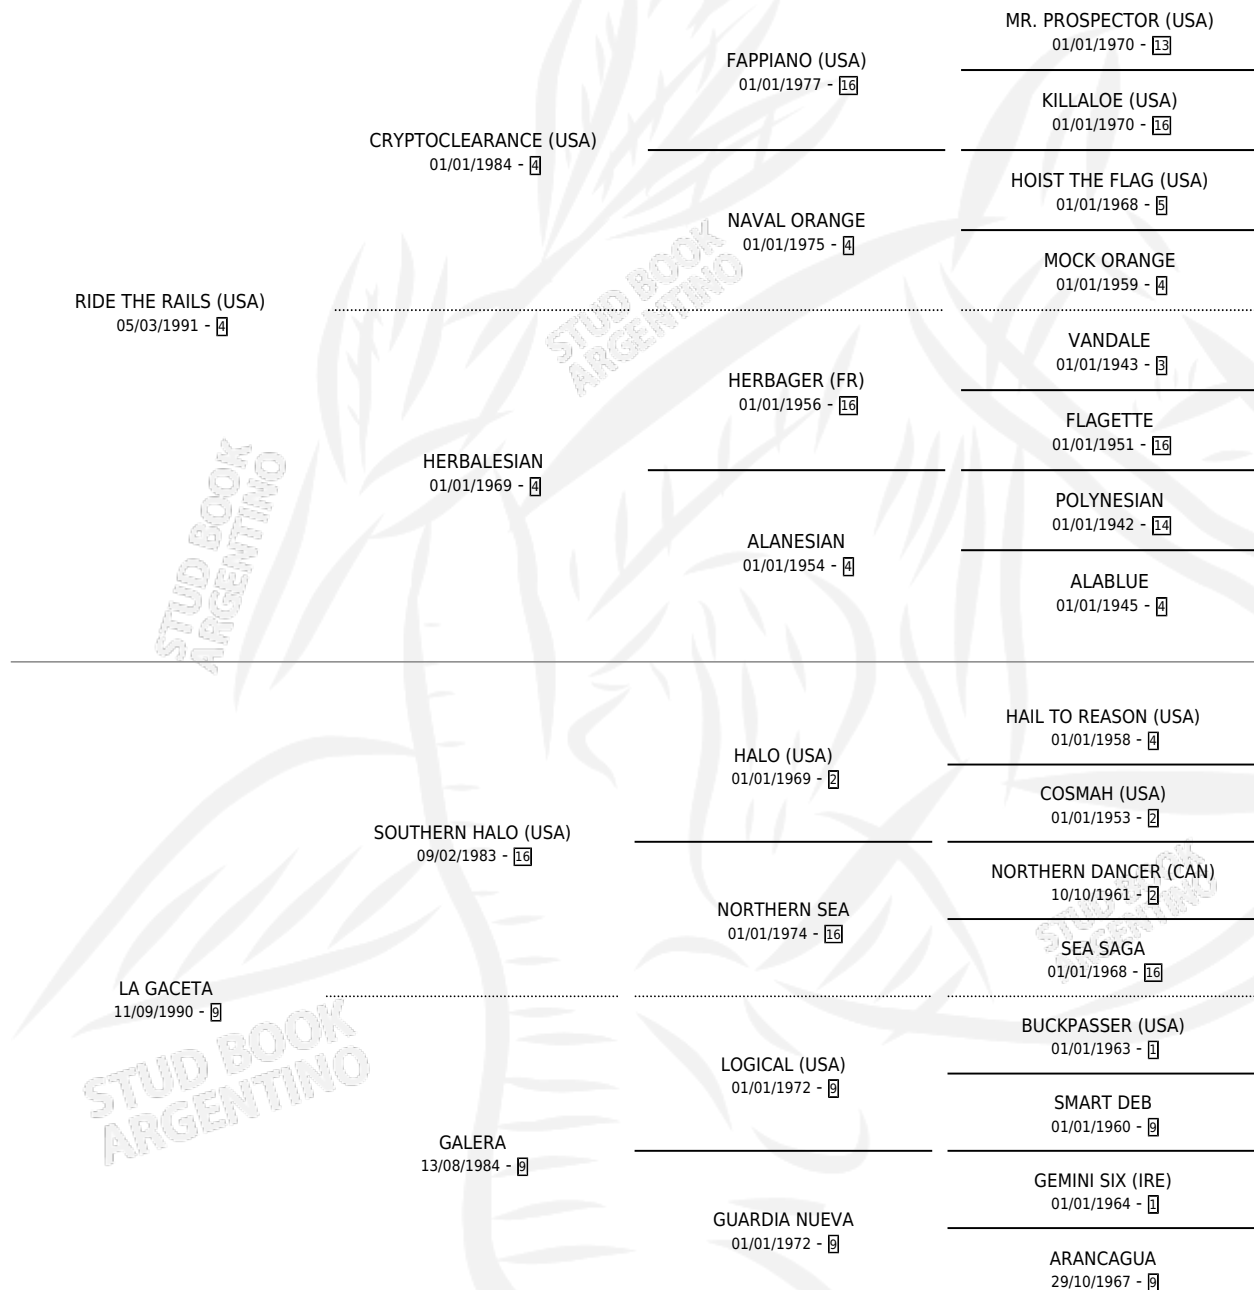 MR. PROSPECTOR (USA)
01/01/1970 - 13
FAPPIANO (USA)
01/01/1977 - 16
KILLALOE (USA)
01/01/1970 - 16
CRYPTOCLEARANCE (USA)
01/01/1984 - 4
HOIST THE FLAG (USA)
01/01/1968 - 5
NAVAL ORANGE
01/01/1975 - 4
MOCK ORANGE
01/01/1959 - 4
RIDE THE RAILS (USA)
05/03/1991 - 4
VANDALE
01/01/1943 - 3
HERBAGER (FR)
01/01/1956 - 16
FLAGETTE
01/01/1951 - 16
HERBALESIAN
01/01/1969 - 4
POLYNESIAN
01/01/1942 - 14
ALANESIAN
01/01/1954 - 4
ALABLUE
01/01/1945 - 4
STUD BOOK
ARGENTINO
STUD BOOK
ARGENTINO
HAIL TO REASON (USA)
01/01/1958 - 4
HALO (USA)
01/01/1969 - 2
COSMAH (USA)
01/01/1953 - 2
SOUTHERN HALO (USA)
09/02/1983 - 16
NORTHERN DANCER (CAN)
10/10/1961 - 2
NORTHERN SEA
01/01/1974 - 16
SEA SAGA
01/01/1968 - 16
STUD BOOK
ARGENTINO
LA GACETA
11/09/1990 - 9
BUCKPASSER (USA)
01/01/1963 - 1
LOGICAL (USA)
01/01/1972 - 9
SMART DEB
01/01/1960 - 9
STUD BOOK
ARGENTINO
GALERA
13/08/1984 - 9
GEMINI SIX (IRE)
01/01/1964 - 1
GUARDIA NUEVA
01/01/1972 - 9
ARANCAGUA
29/10/1967 - 9